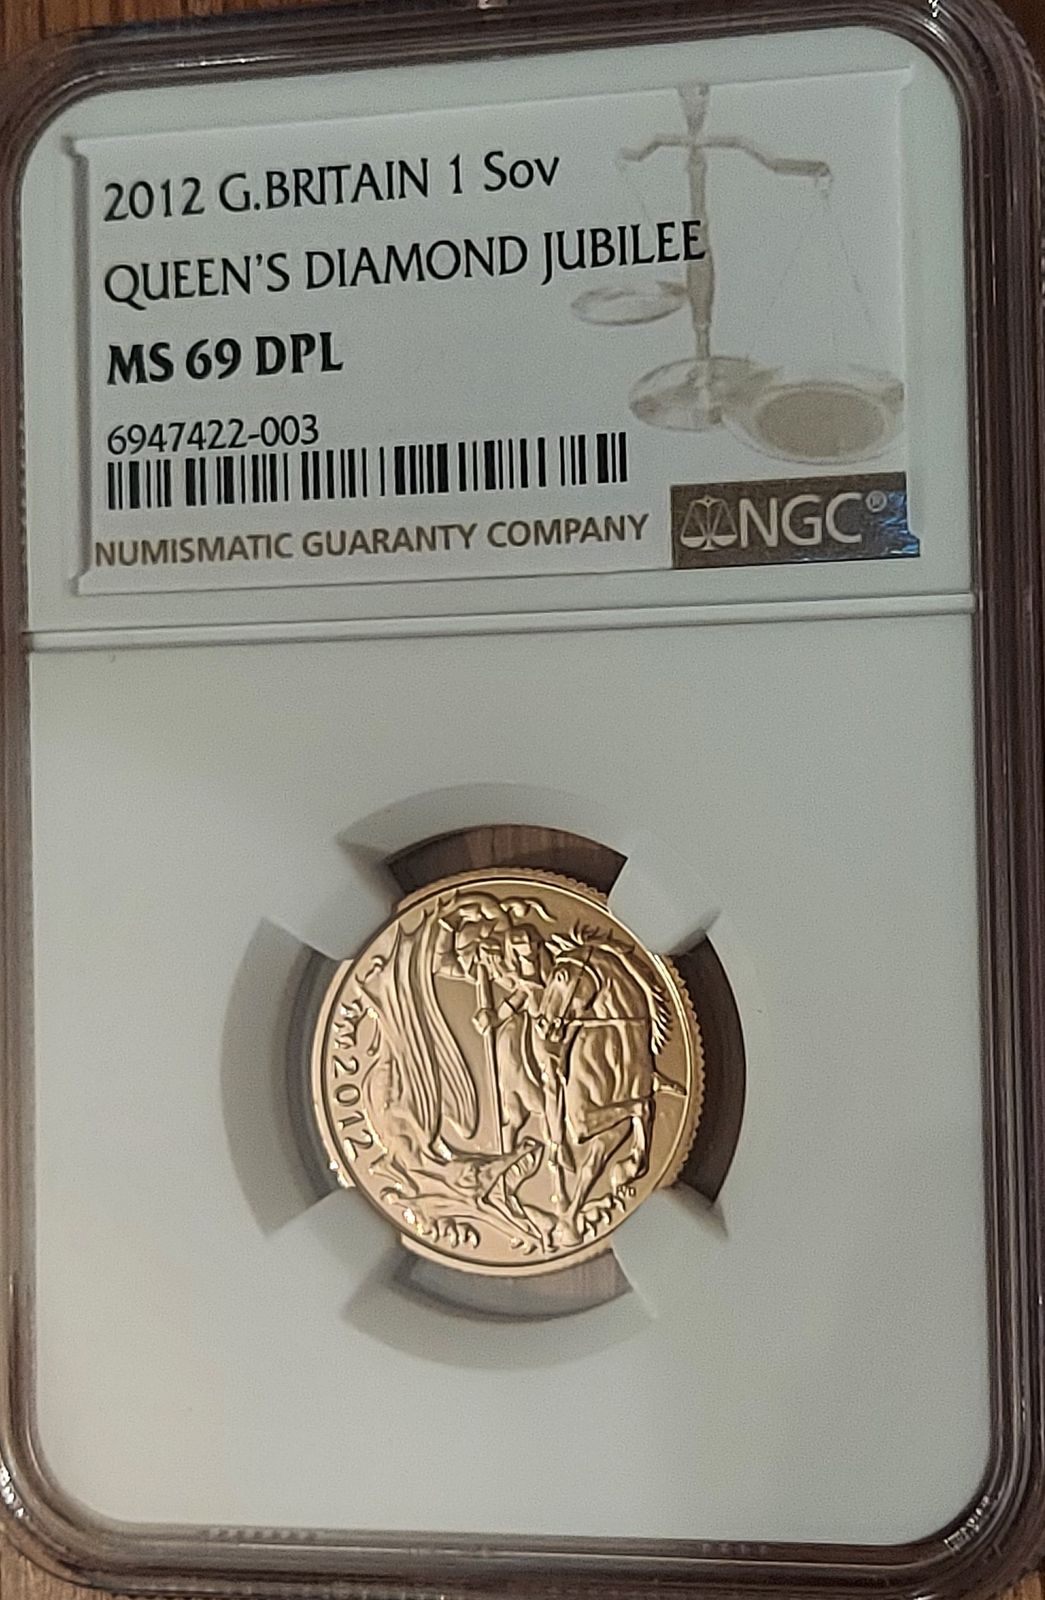 2012 G.BRITAIN 1 Sov
QUEEN'S DIAMOND JUBILEE
MS 69 DPL
6947422-003
NUMISMATIC GUARANTY COMPANY
NGC®
2012